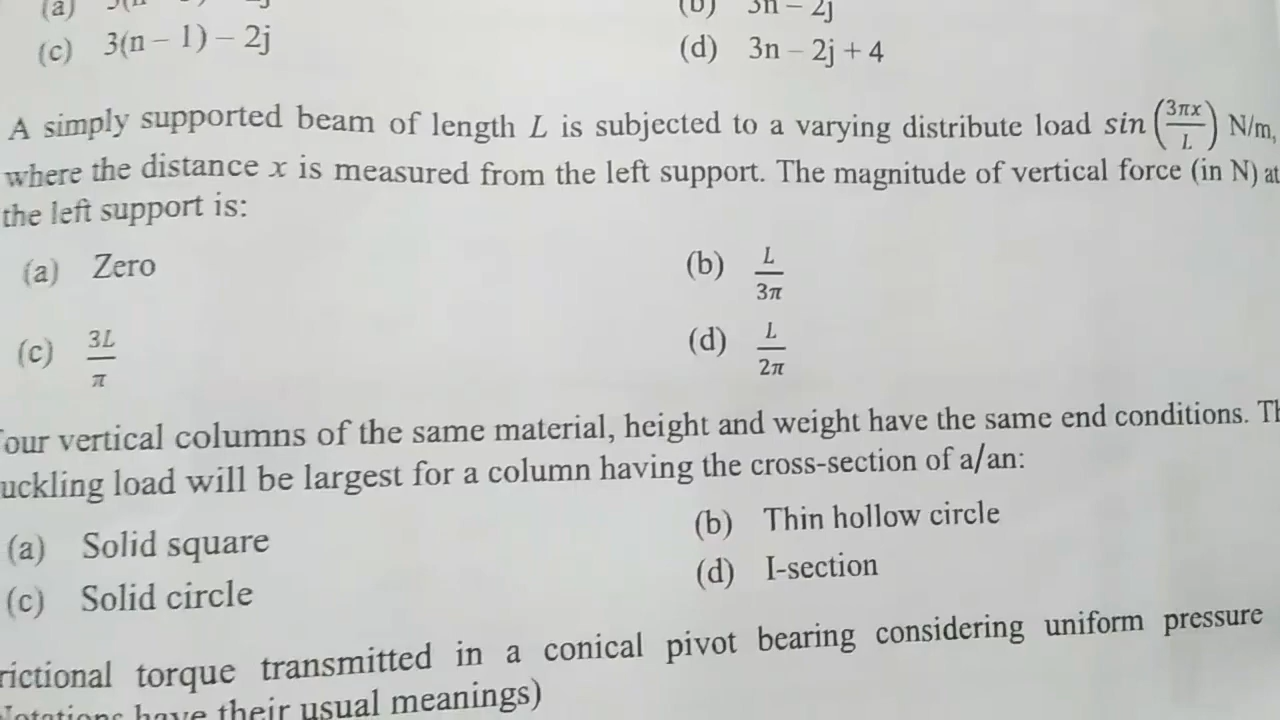 (a)
(b) 3n – 2j
(c) 3(n – 1) – 2j
(d) 3n – 2j + 4
A simply supported beam of length L is subjected to a varying distribute load sin (3πx/L) N/m,
where the distance x is measured from the left support. The magnitude of vertical force (in N) at
the left support is:
(a) Zero
(b) L/3π
(c) 3L/π
(d) L/2π
our vertical columns of the same material, height and weight have the same end conditions. Th
uckling load will be largest for a column having the cross-section of a/an:
(a) Solid square
(b) Thin hollow circle
(c) Solid circle
(d) I-section
rictional torque transmitted in a conical pivot bearing considering uniform pressure
have their usual meanings)